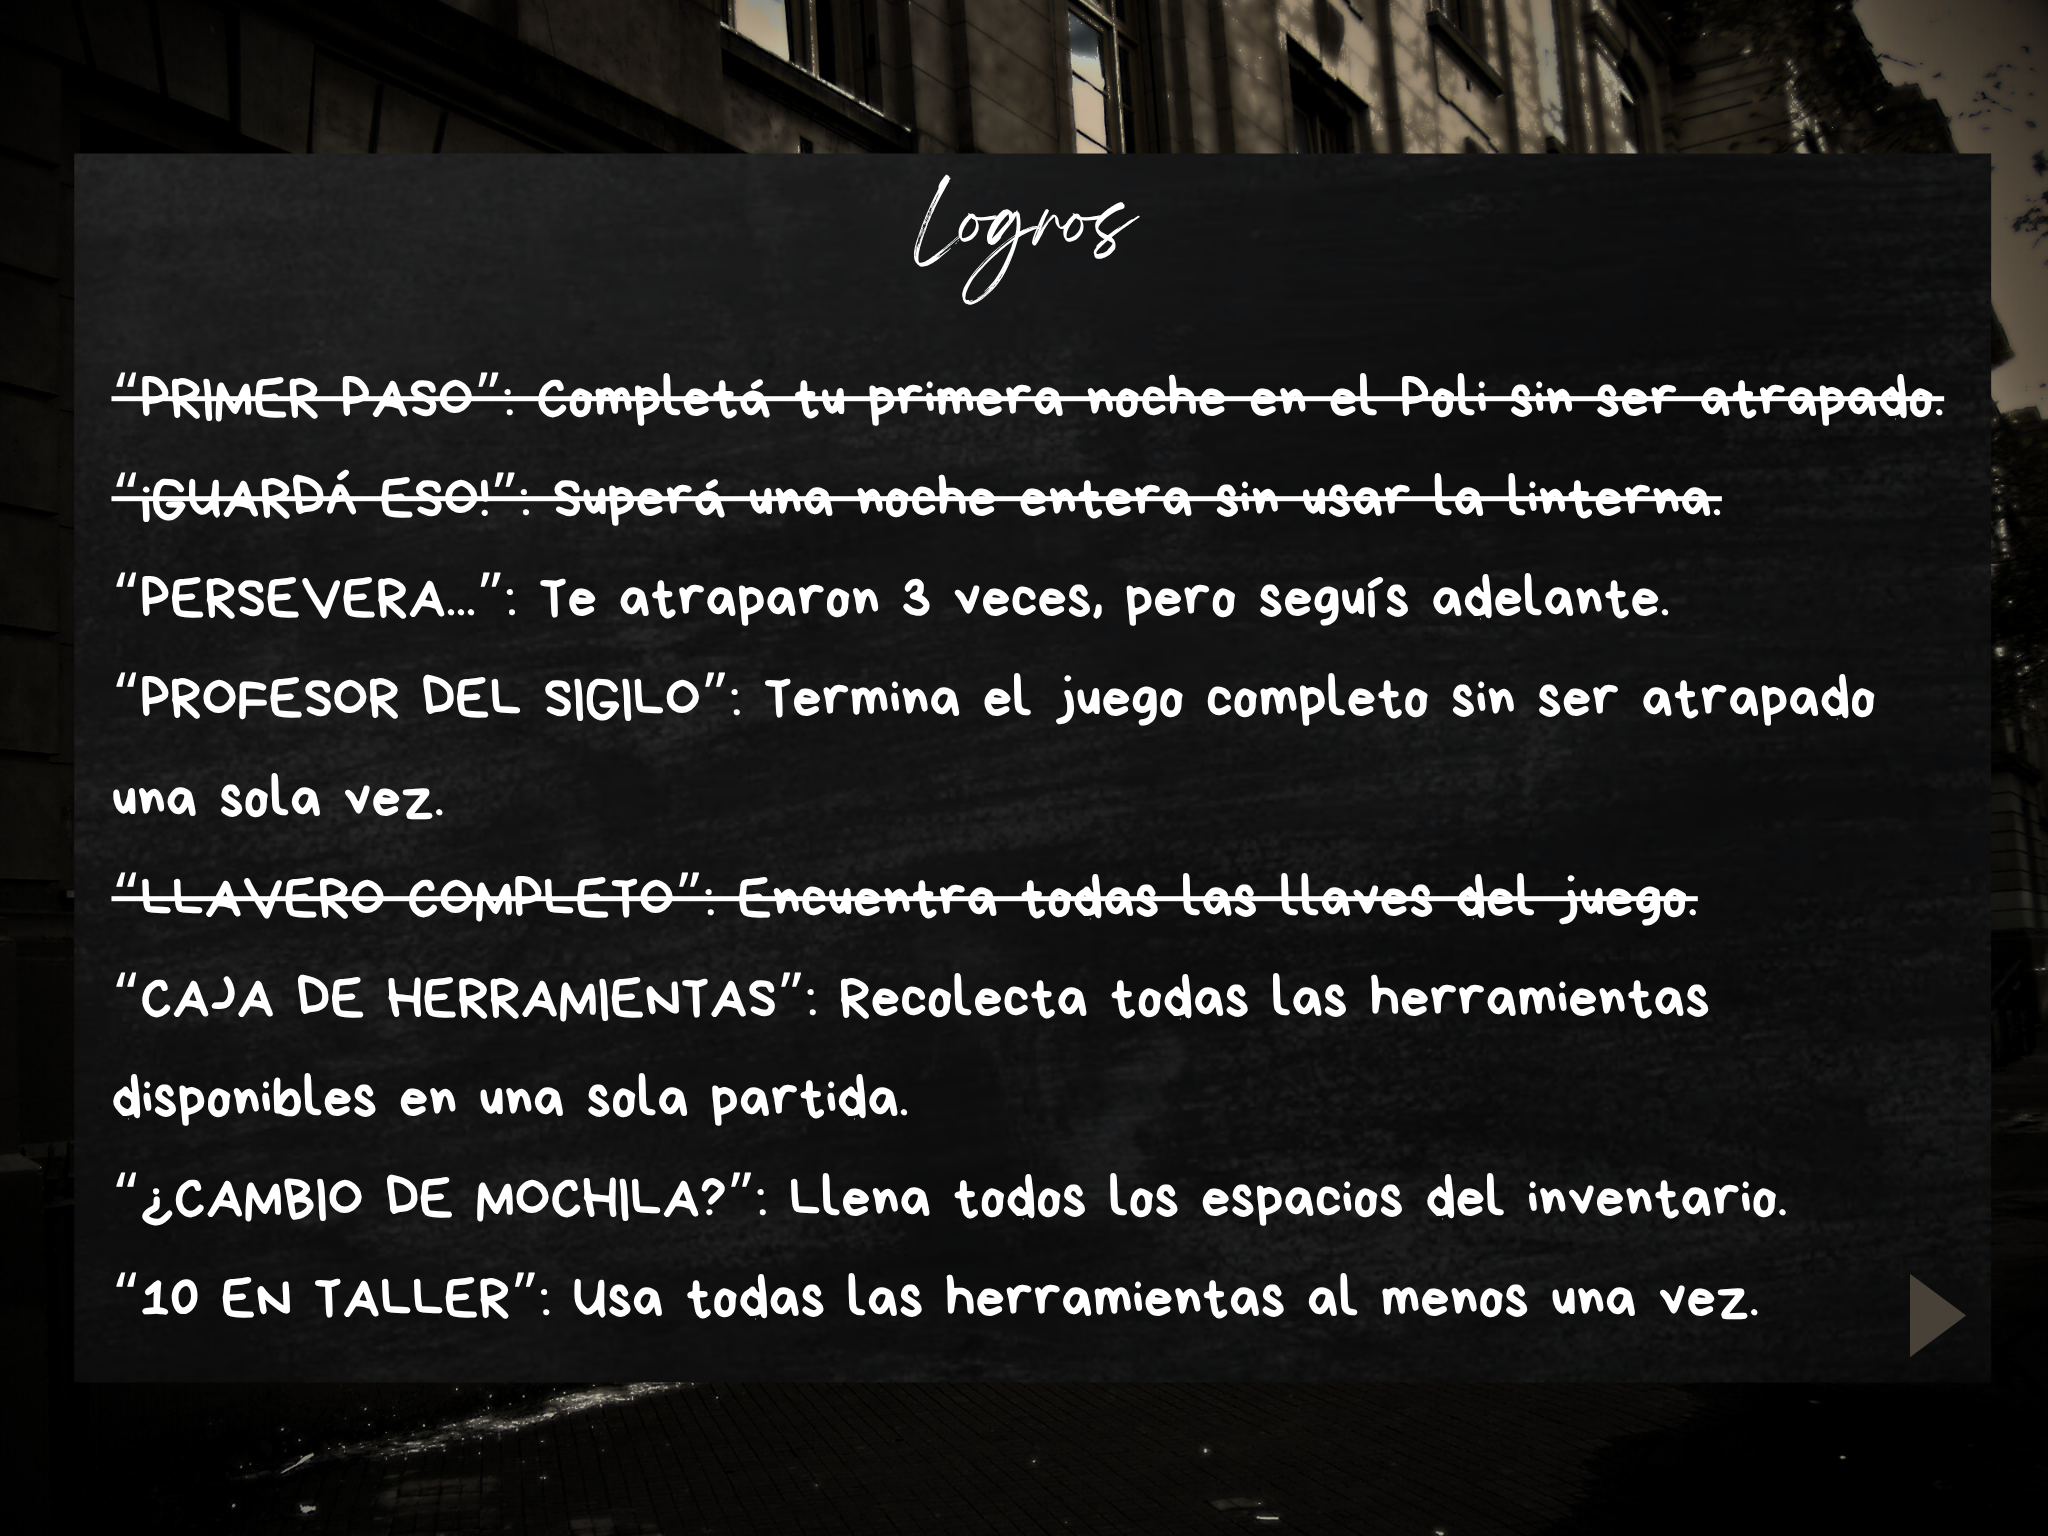 Logros
“PRIMER PASO”: Completá tu primera noche en el Poli sin ser atrapado.
“¡GUARDÁ ESO!”: Superá una noche entera sin usar la linterna.
“PERSEVERA...”: Te atraparon 3 veces, pero seguís adelante.
“PROFESOR DEL SIGILO”: Termina el juego completo sin ser atrapado
una sola vez.
“LLAVERO COMPLETO”: Encuentra todas las llaves del juego.
“CAJA DE HERRAMIENTAS”: Recolecta todas las herramientas
disponibles en una sola partida.
“¿CAMBIO DE MOCHILA?”: Llena todos los espacios del inventario.
“10 EN TALLER”: Usa todas las herramientas al menos una vez.